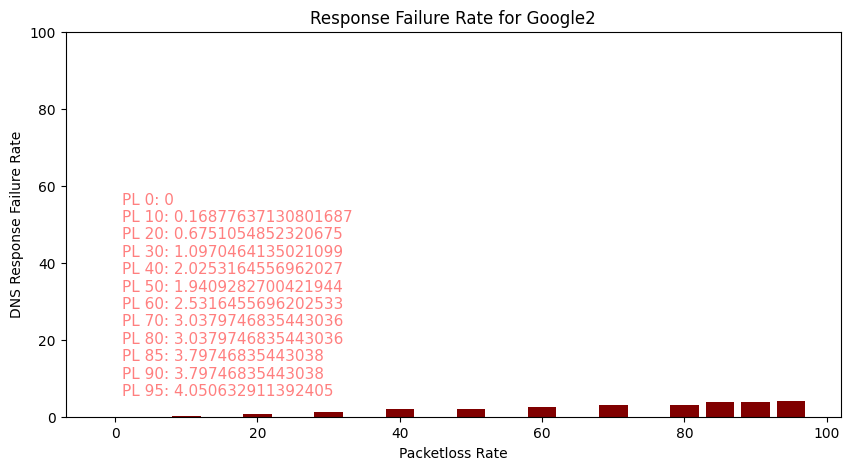 Response Failure Rate for Google2
100
80
60
40
20
0
DNS Response Failure Rate
PL 0: 0
PL 10: 0.16877637130801687
PL 20: 0.6751054852320675
PL 30: 1.0970464135021099
PL 40: 2.0253164556962027
PL 50: 1.9409282700421944
PL 60: 2.5316455696202533
PL 70: 3.0379746835443036
PL 80: 3.0379746835443036
PL 85: 3.79746835443038
PL 90: 3.79746835443038
PL 95: 4.050632911392405
0 20 40 60 80 100
Packetloss Rate